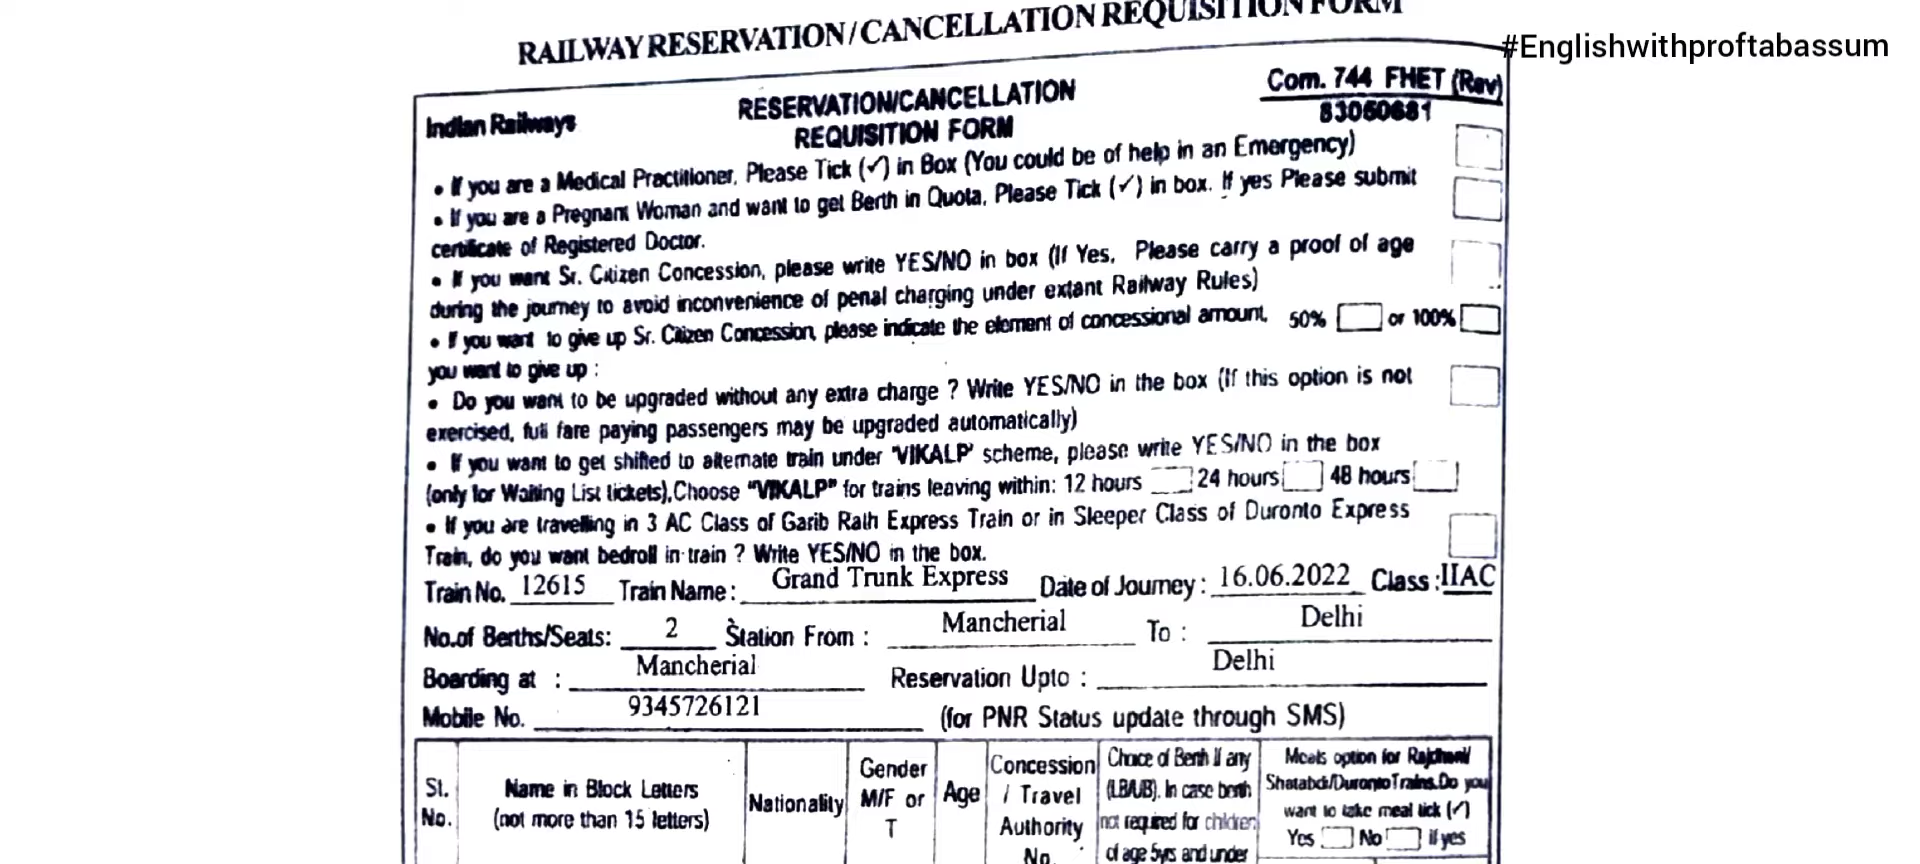 RAILWAY RESERVATION / CANCELLATION REQUISITION FORM
#Englishwithproftabassum
Indian Railways
RESERVATION/CANCELLATION
REQUISITION FORM
Com. 744 FHET (Rev)
83060681
• If you are a Medical Practitioner, Please Tick (✓) in Box (You could be of help in an Emergency)
• If you are a Pregnant Woman and want to get Berth in Quota, Please Tick (✓) in box. If yes Please submit
certificate of Registered Doctor.
• If you want Sr. Citizen Concession, please write YES/NO in box (If Yes, Please carry a proof of age
during the journey to avoid inconvenience of penal charging under extant Railway Rules)
• If you want to give up Sr. Citizen Concession, please indicate the element of concessional amount, 50% or 100%
you want to give up :
• Do you want to be upgraded without any extra charge ? Write YES/NO in the box (If this option is not
exercised, full fare paying passengers may be upgraded automatically)
• If you want to get shifted to alternate train under 'VIKALP' scheme, please write YES/NO in the box
(only for Waiting List tickets),Choose "VIKALP" for trains leaving within: 12 hours 24 hours 48 hours
• If you are travelling in 3 AC Class of Garib Rath Express Train or in Sleeper Class of Duronto Express
Train, do you want bedroll in train ? Write YES/NO in the box.
Train No. 12615 Train Name : Grand Trunk Express Date of Journey : 16.06.2022 Class : IIAC
No.of Berths/Seats: 2 Station From : Mancherial To : Delhi
Boarding at : Mancherial Reservation Upto : Delhi
Mobile No. 9345726121 (for PNR Status update through SMS)
St.
No.
Name in Block Letters
(not more than 15 letters)
Nationality
Gender
M/F or
T
Age
Concession
/ Travel
Authority
No.
Choice of Berth If any
(LB/UB). In case berth
not required for children
of age 5yrs and under
Meals option for Rajdhani/
Shatabdi/Duronto Trains.Do you
want to take meal tick (✓)
Yes No if yes